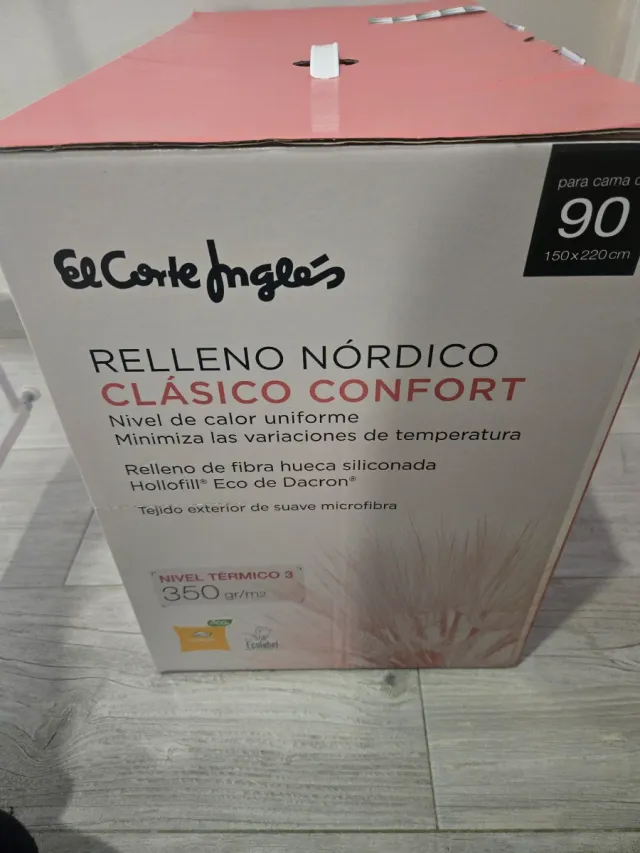 para cama
90
150x220cm
El Corte Inglés
RELLENO NÓRDICO
CLÁSICO CONFORT
Nivel de calor uniforme
Minimiza las variaciones de temperatura
Relleno de fibra hueca siliconada
Hollofill® Eco de Dacron®
Tejido exterior de suave microfibra
NIVEL TÉRMICO 3
350 gr/m2
eco
Ecolabel